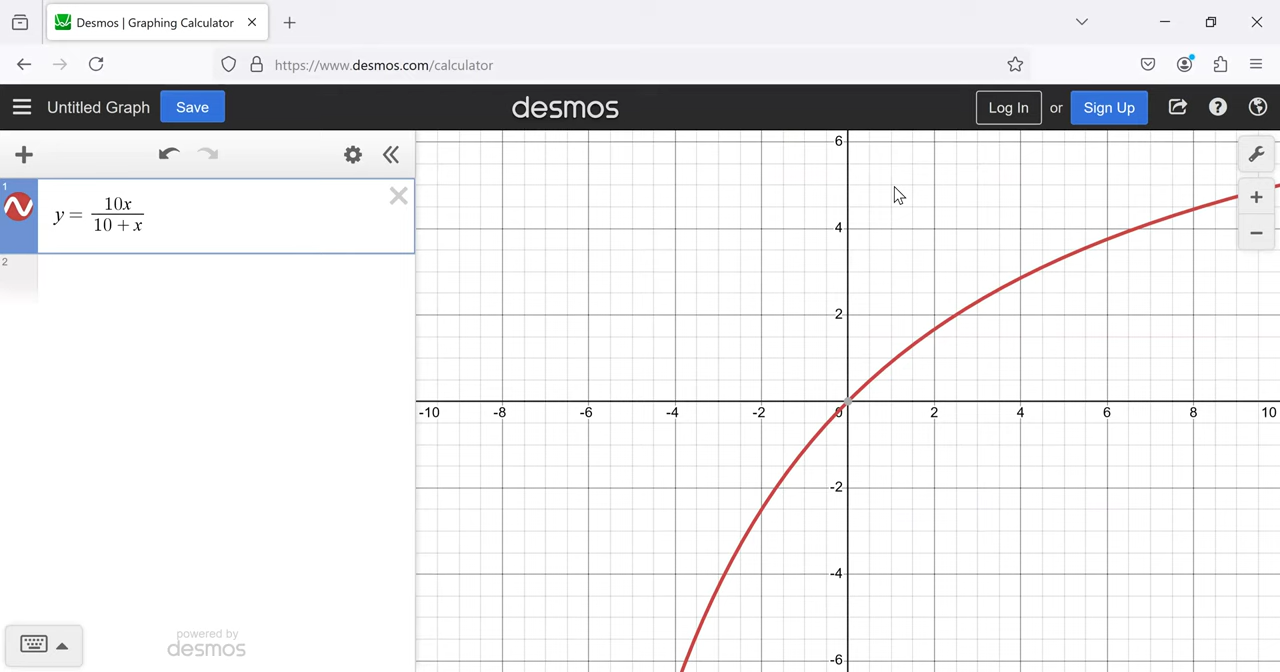 Desmos | Graphing Calculator
https://www.desmos.com/calculator
Untitled Graph
Save
desmos
Log In or Sign Up
1
y = 10x / 10 + x
2
6
4
2
-10 -8 -6 -4 -2 0 2 4 6 8 10
-2
-4
-6
powered by
desmos